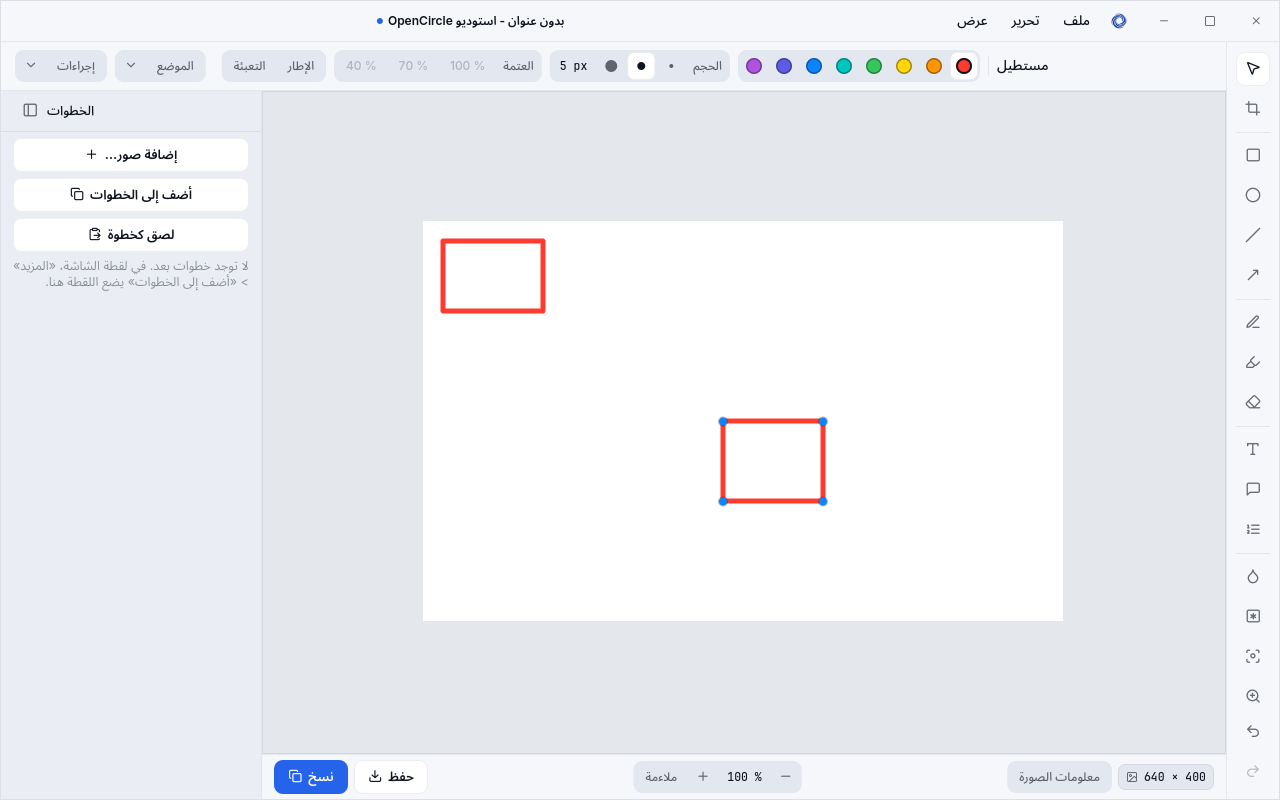 بدون عنوان - استوديو OpenCircle
ملف تحرير عرض
مستطيل
الحجم 5 px
العتمة 100 % 70 % 40 %
الإطار التعبئة
الموضع
إجراءات
الخطوات
إضافة صور...
أضف إلى الخطوات
لصق كخطوة
لا توجد خطوات بعد. في لقطة الشاشة، «المزيد»
> «أضف إلى الخطوات» يضع اللقطة هنا.
640 × 400
معلومات الصورة
100 %
ملاءمة
حفظ
نسخ